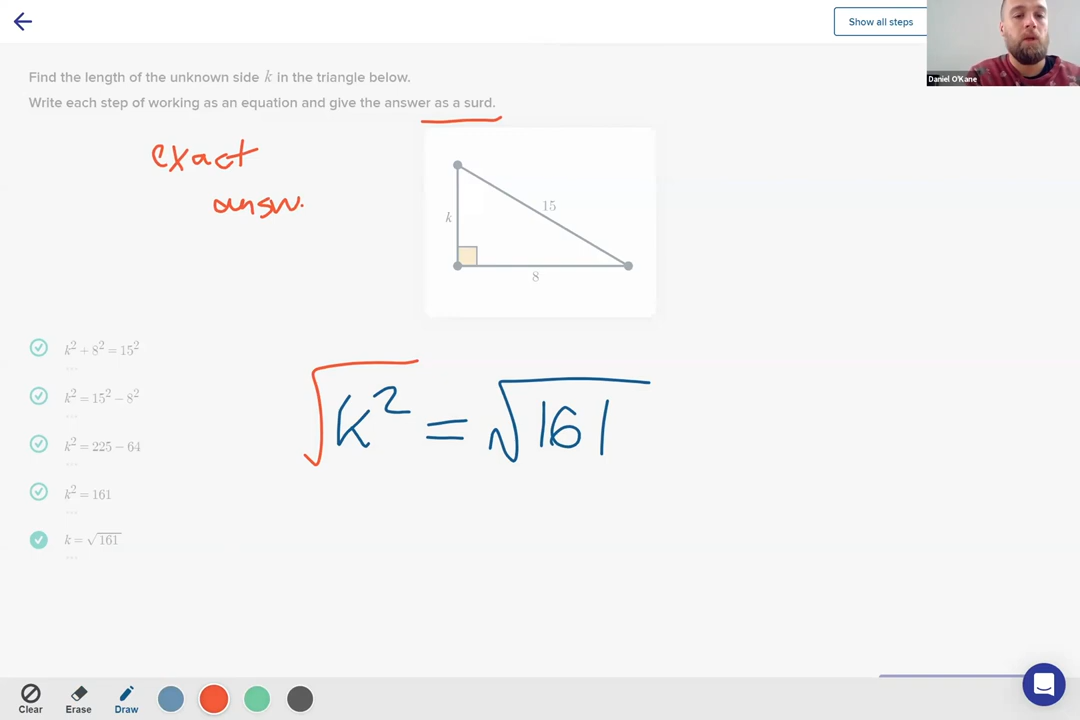 Show all steps
Daniel O'Kane
Find the length of the unknown side k in the triangle below.
Write each step of working as an equation and give the answer as a surd.
exact
answ.
15
k
8
k² + 8² = 15²
...
k² = 15² − 8²
...
k² = 225 − 64
...
k² = 161
...
k = √161
...
√k² = √161
Clear Erase Draw